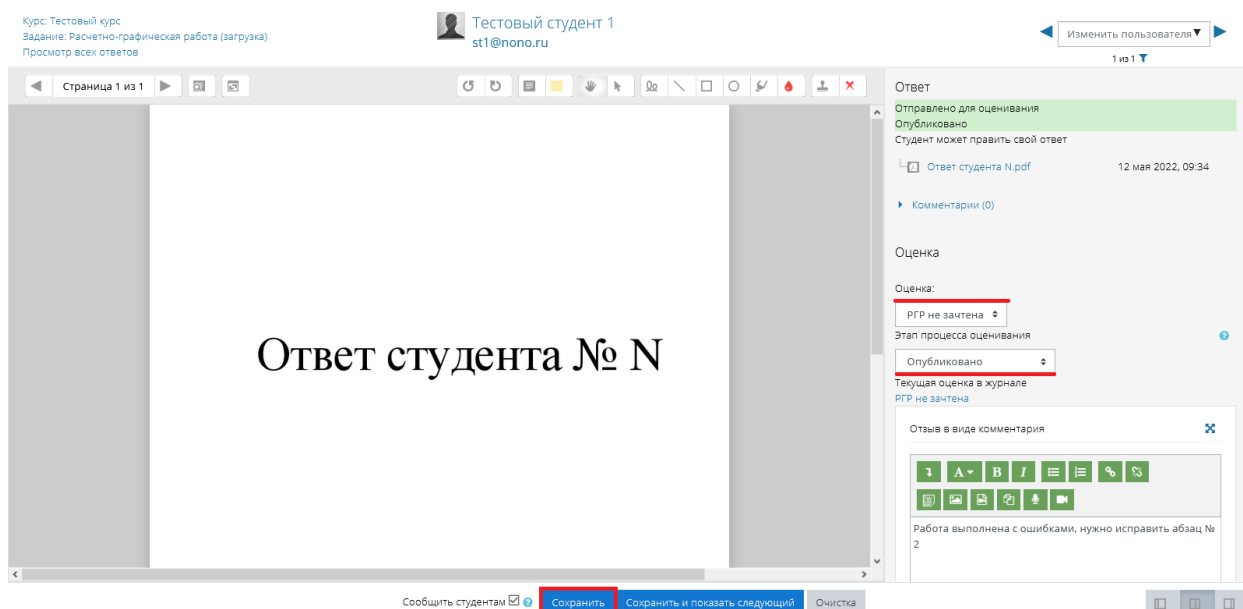 Курс: Тестовый курс
Задание: Расчетно-графическая работа (загрузка)
Просмотр всех ответов
Тестовый студент 1
st1@nono.ru
Изменить пользователя
1 из 1
Страница 1 из 1
Ответ студента № N
Ответ
Отправлено для оценивания
Опубликовано
Студент может править свой ответ
Ответ студента N.pdf 12 мая 2022, 09:34
Комментарии (0)
Оценка
Оценка:
РГР не зачтена
Этап процесса оценивания
Опубликовано
Текущая оценка в журнале
РГР не зачтена
Отзыв в виде комментария
Работа выполнена с ошибками, нужно исправить абзац №
2
Сообщить студентам Сохранить Сохранить и показать следующий Очистка